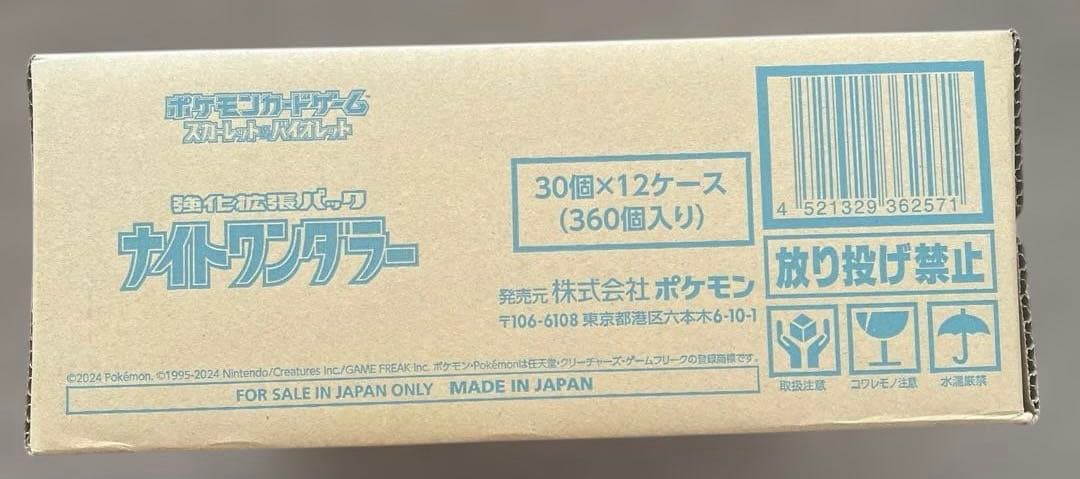 ポケモンカードゲーム
スカーレット&バイオレット
強化拡張パック
ナイトワンダラー
30個×12ケース
(360個入り)
発売元 株式会社 ポケモン
〒106-6108 東京都港区六本木6-10-1
©2024 Pokémon. ©1995-2024 Nintendo/Creatures Inc./GAME FREAK inc. ポケモン・Pokémonは任天堂・クリーチャーズ・ゲームフリークの登録商標です。
FOR SALE IN JAPAN ONLY MADE IN JAPAN
4 521329 362571
放り投げ禁止
取扱注意
コワレモノ注意
水濡厳禁